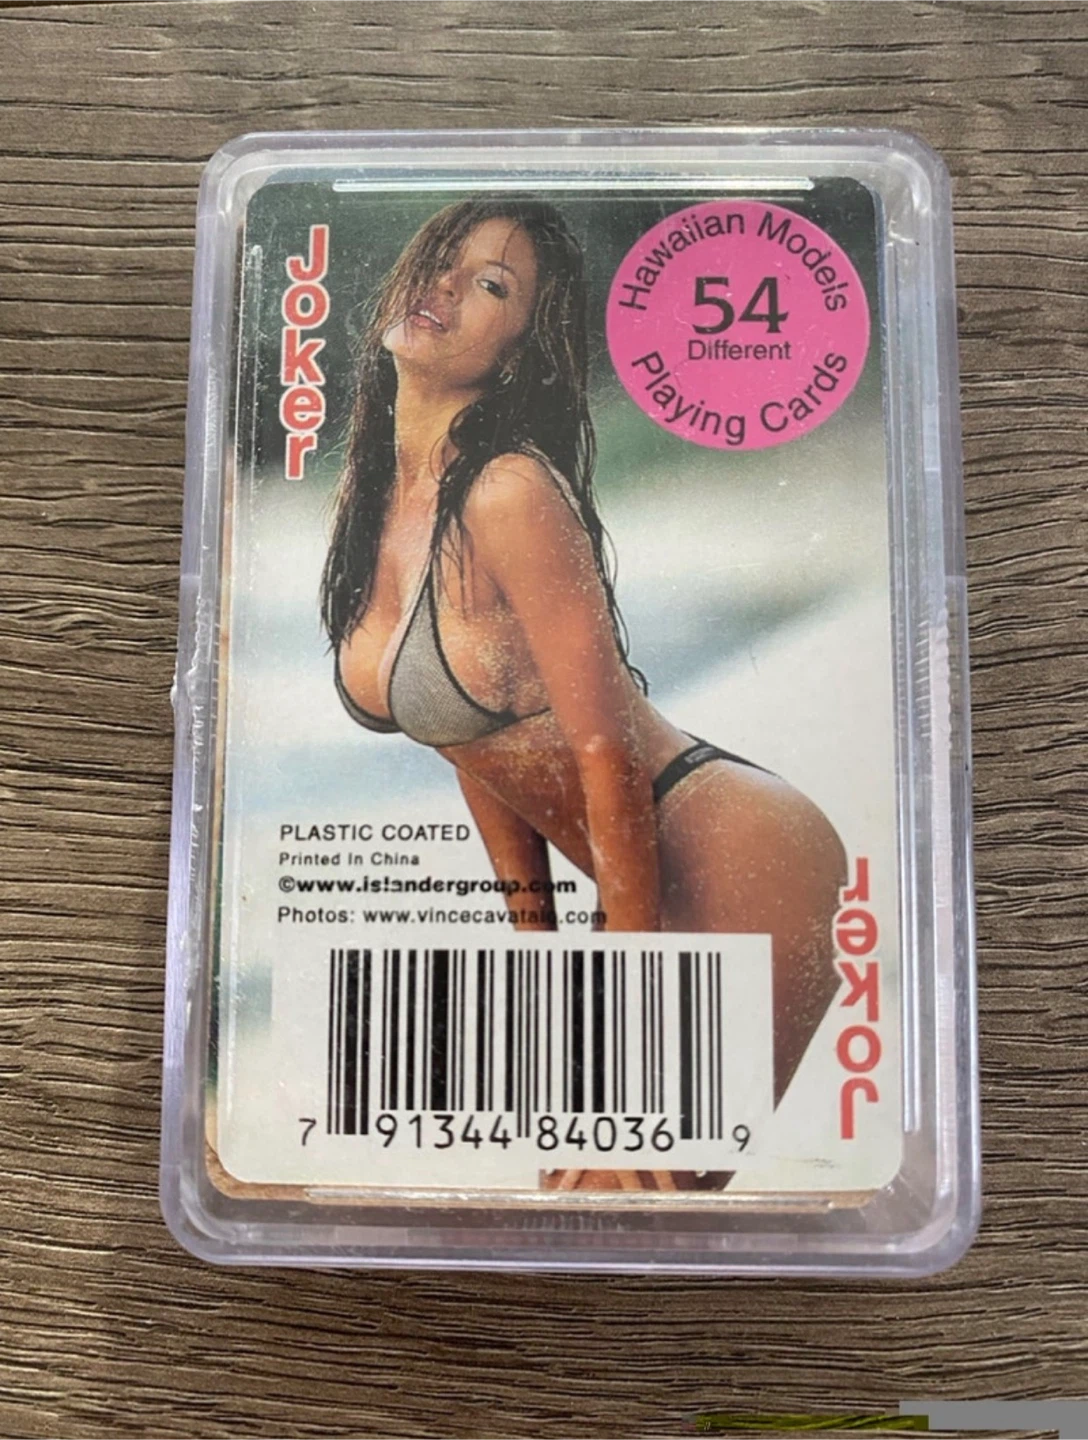 Joker
Hawaiian Models
54
Different
Playing Cards
PLASTIC COATED
Printed In China
©www.islandergroup.com
Photos: www.vincecavataio.com
7 91344 84036 9
Joker